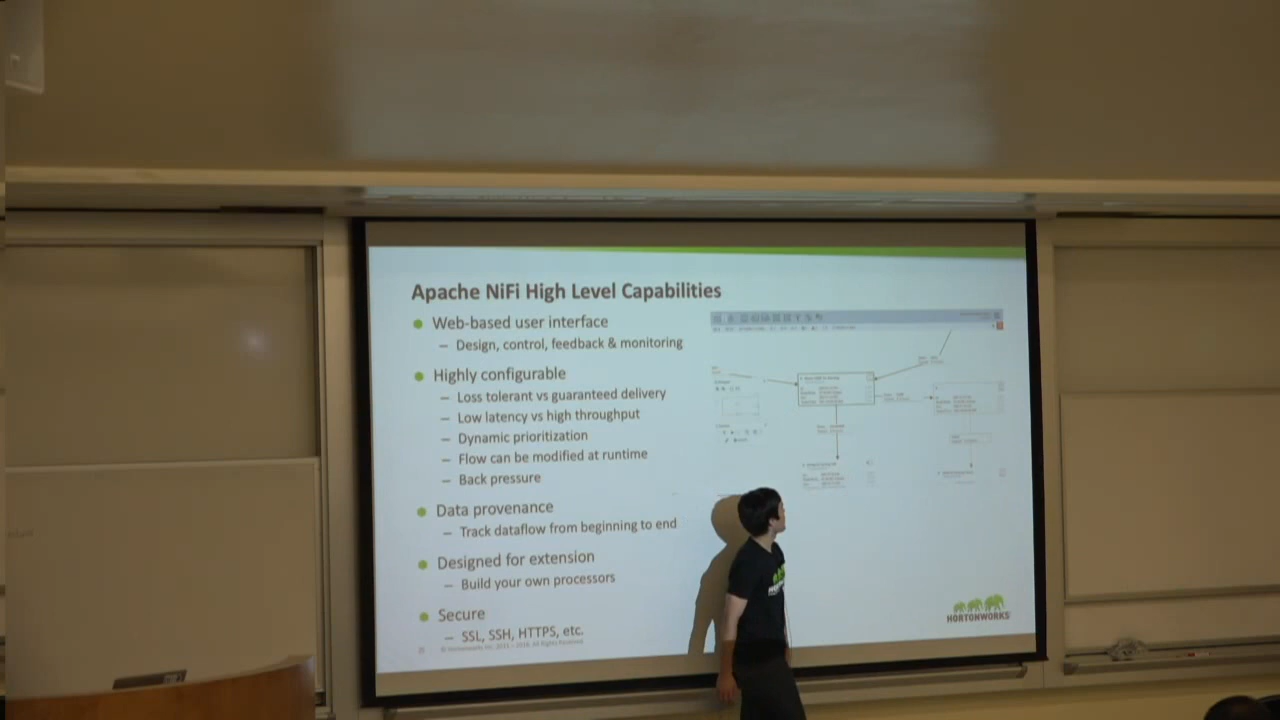 Apache NiFi High Level Capabilities
Web-based user interface
– Design, control, feedback & monitoring
Highly configurable
– Loss tolerant vs guaranteed delivery
– Low latency vs high throughput
– Dynamic prioritization
– Flow can be modified at runtime
– Back pressure
Data provenance
– Track dataflow from beginning to end
Designed for extension
– Build your own processors
Secure
– SSL, SSH, HTTPS, etc.
HORTONWORKS